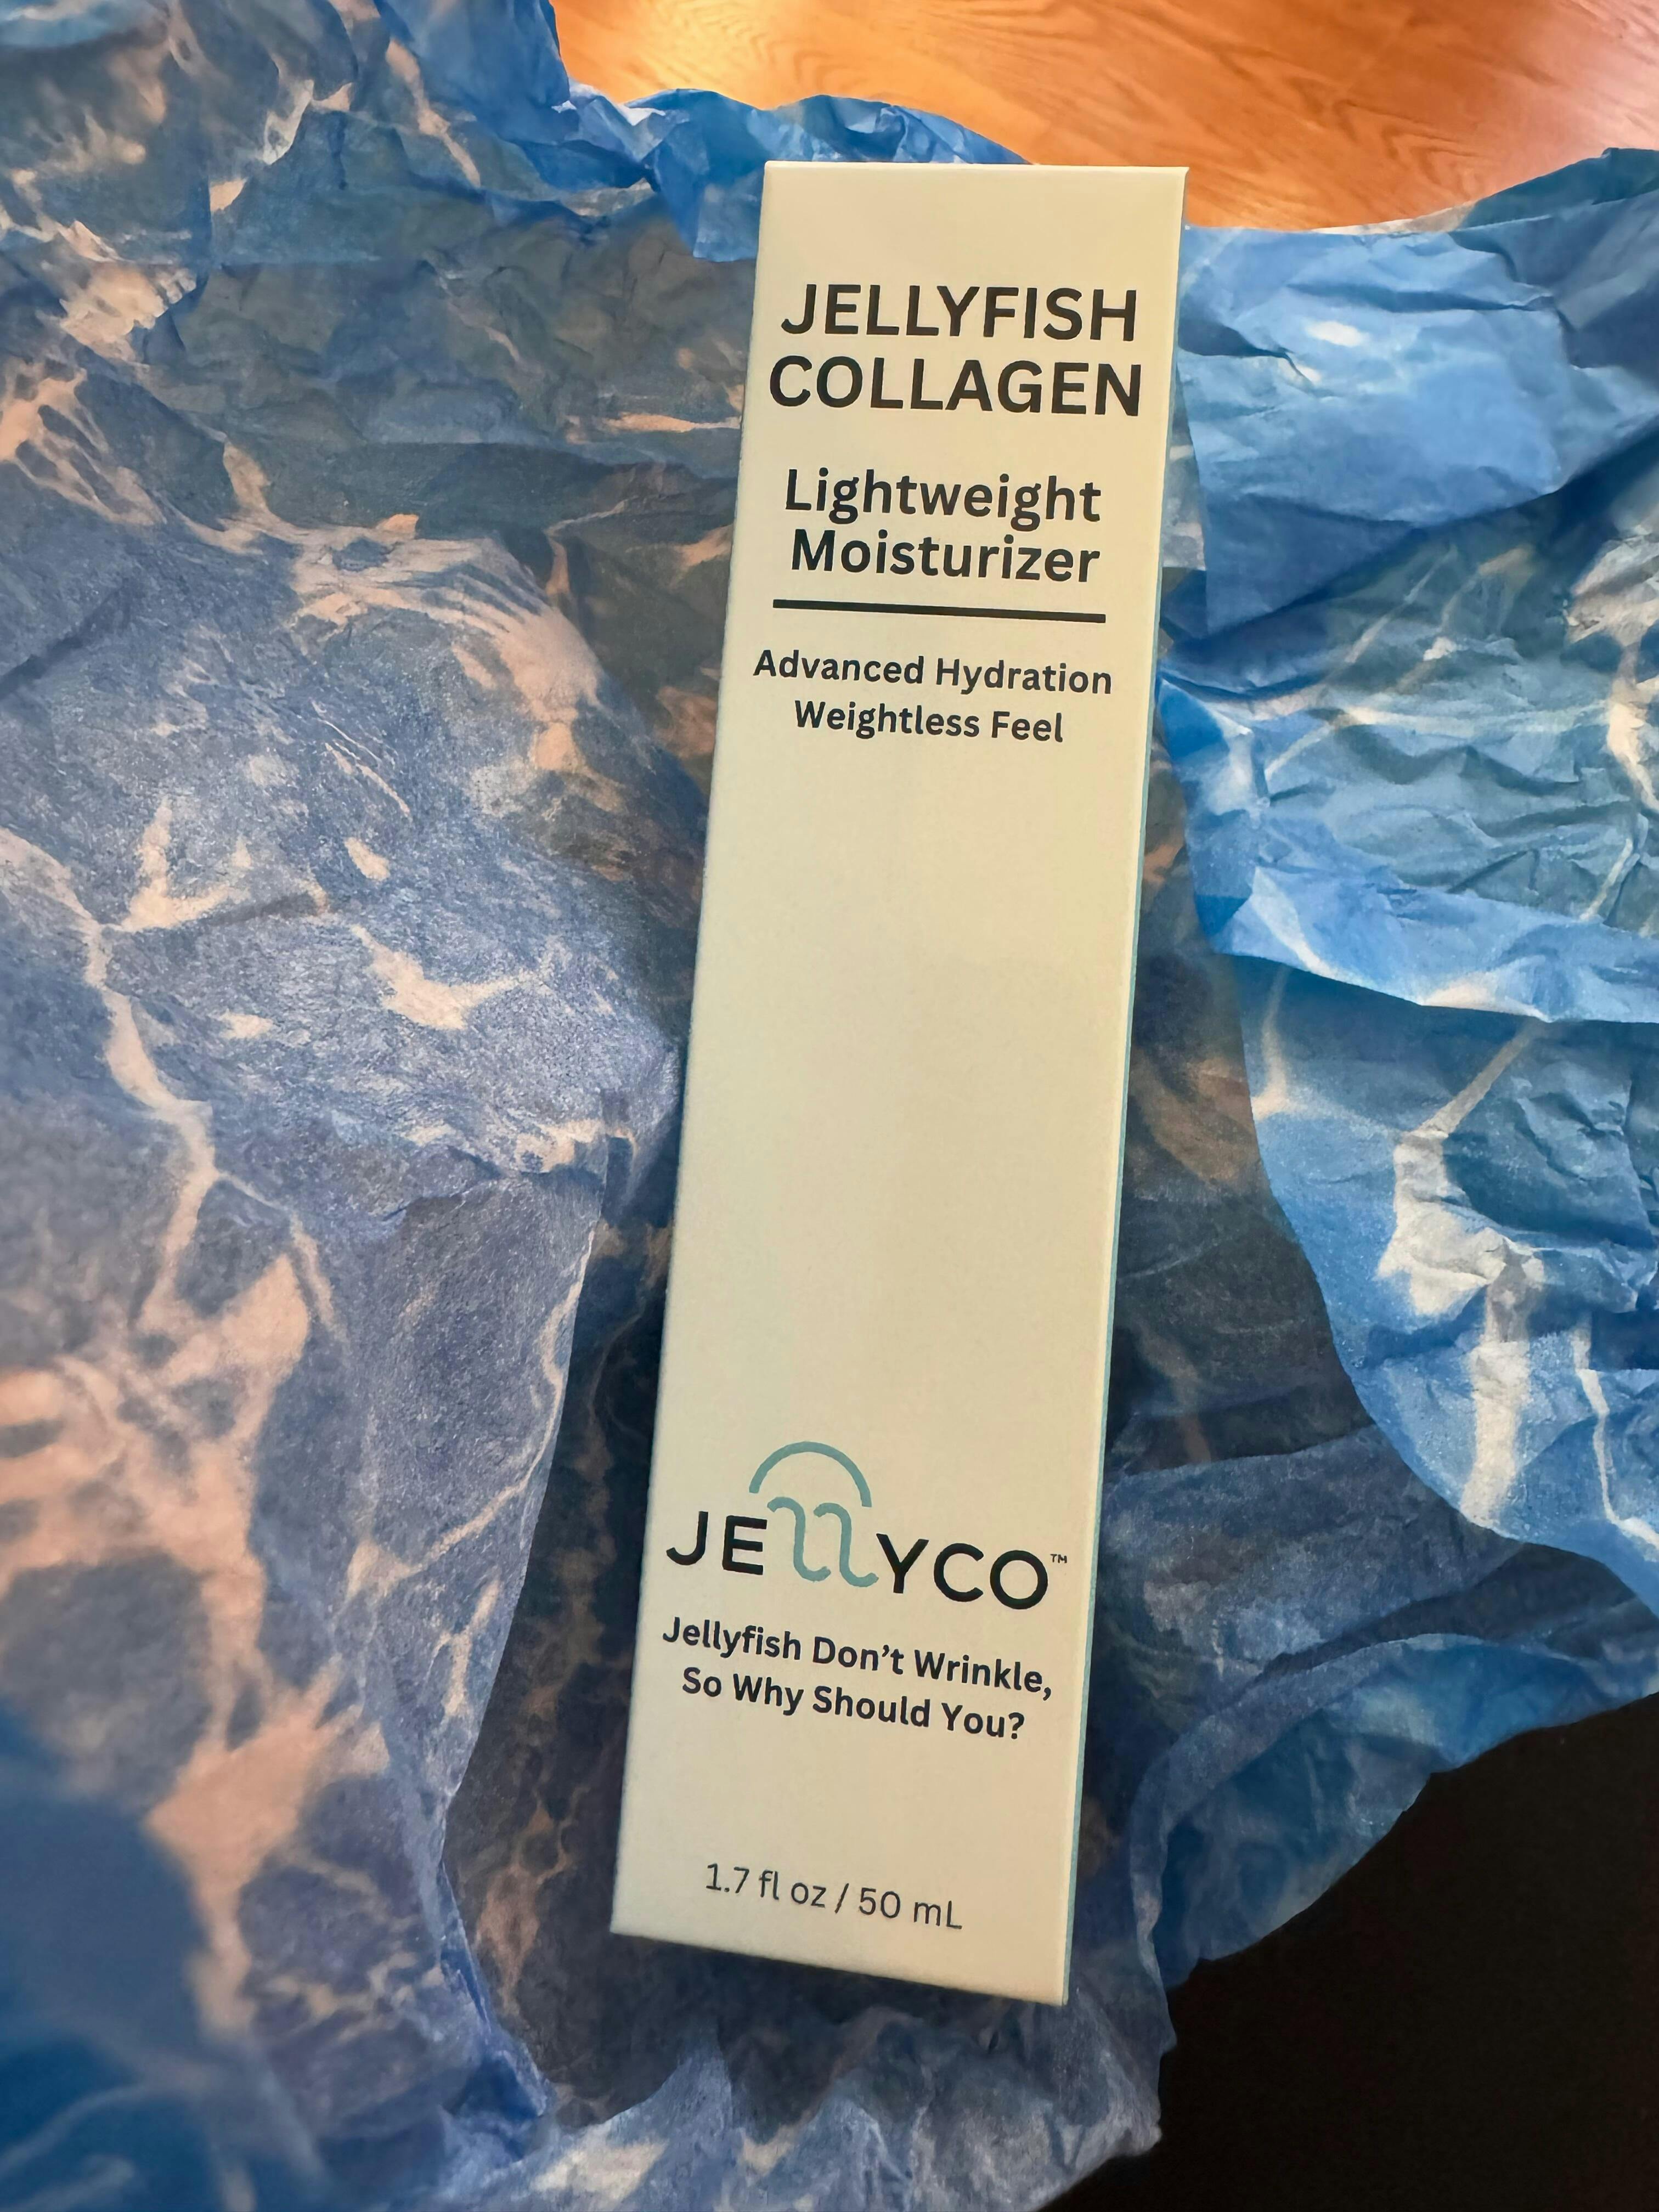 JELLYFISH
COLLAGEN
Lightweight
Moisturizer
Advanced Hydration
Weightless Feel
JELLYCO™
Jellyfish Don't Wrinkle,
So Why Should You?
1.7 fl oz / 50 mL